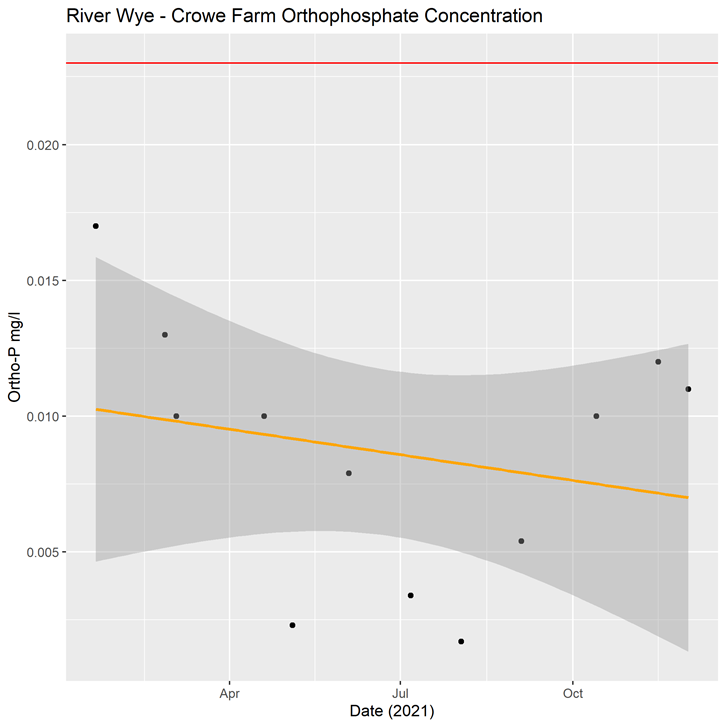 River Wye - Crowe Farm Orthophosphate Concentration
0.020
0.015
Ortho-P mg/l
0.010
0.005
Apr Jul Oct
Date (2021)